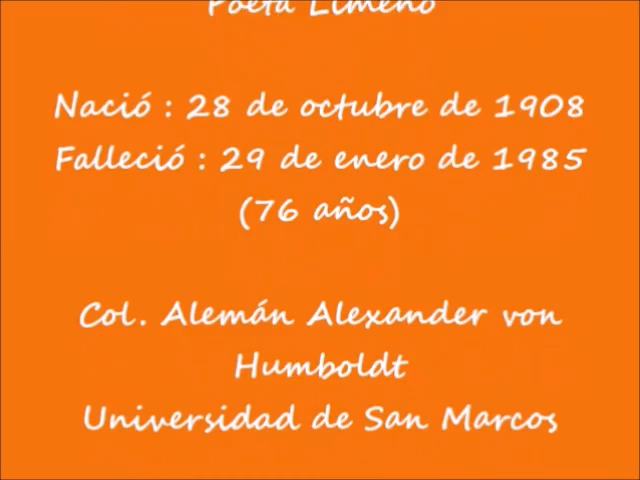 Poeta Limeño
Nació : 28 de octubre de 1908
Falleció : 29 de enero de 1985
(76 años)
Col. Alemán Alexander von
Humboldt
Universidad de San Marcos